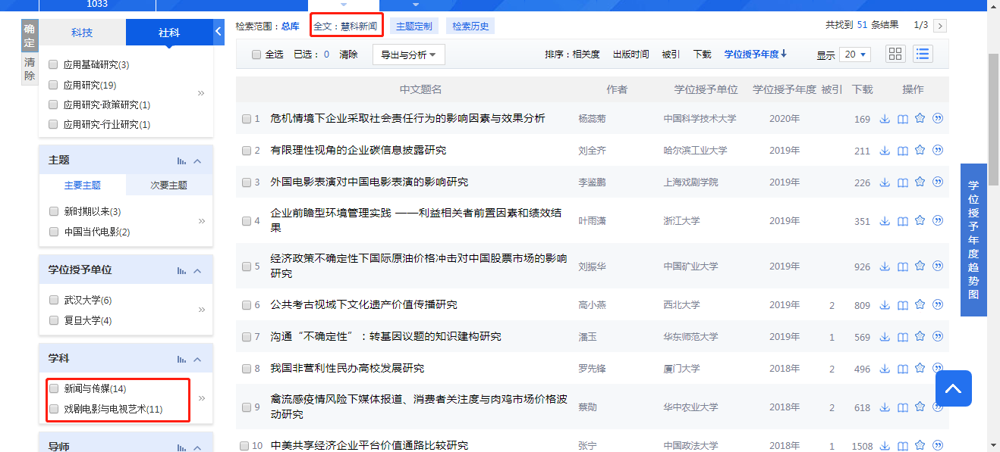 1033
确定
清除
科技
社科
应用基础研究(3)
应用研究(19)
应用研究-政策研究(1)
应用研究-行业研究(1)
主题
主要主题
次要主题
新时期以来(3)
中国当代电影(2)
学位授予单位
武汉大学(6)
复旦大学(4)
学科
新闻与传媒(14)
戏剧电影与电视艺术(11)
导师
检索范围：总库 全文：慧科新闻 主题定制 检索历史 共找到 51 条结果 1/3
全选 已选：0 清除 导出与分析 排序：相关度 出版时间 被引 下载 学位授予年度 显示 20
中文题名 作者 学位授予单位 学位授予年度 被引 下载 操作
1 危机情境下企业采取社会责任行为的影响因素与效果分析 杨蕊菊 中国科学技术大学 2020年 169
2 有限理性视角的企业碳信息披露研究 刘全齐 哈尔滨工业大学 2019年 211
3 外国电影表演对中国电影表演的影响研究 李鉴鹏 上海戏剧学院 2019年 226
4 企业前瞻型环境管理实践 ——利益相关者前置因素和绩效结果 叶雨潇 浙江大学 2019年 351
5 经济政策不确定性下国际原油价格冲击对中国股票市场的影响研究 刘振华 中国矿业大学 2019年 926
6 公共考古视域下文化遗产价值传播研究 高小燕 西北大学 2019年 2 809
7 沟通“不确定性”：转基因议题的知识建构研究 潘玉 华东师范大学 2019年 1 569
8 我国非营利性民办高校发展研究 罗先锋 厦门大学 2018年 2 496
9 禽流感疫情风险下媒体报道、消费者关注度与肉鸡市场价格波动研究 蔡勋 华中农业大学 2018年 2 618
10 中美共享经济企业平台价值通路比较研究 张宁 中国政法大学 2018年 1 1508
学位授予年度趋势图